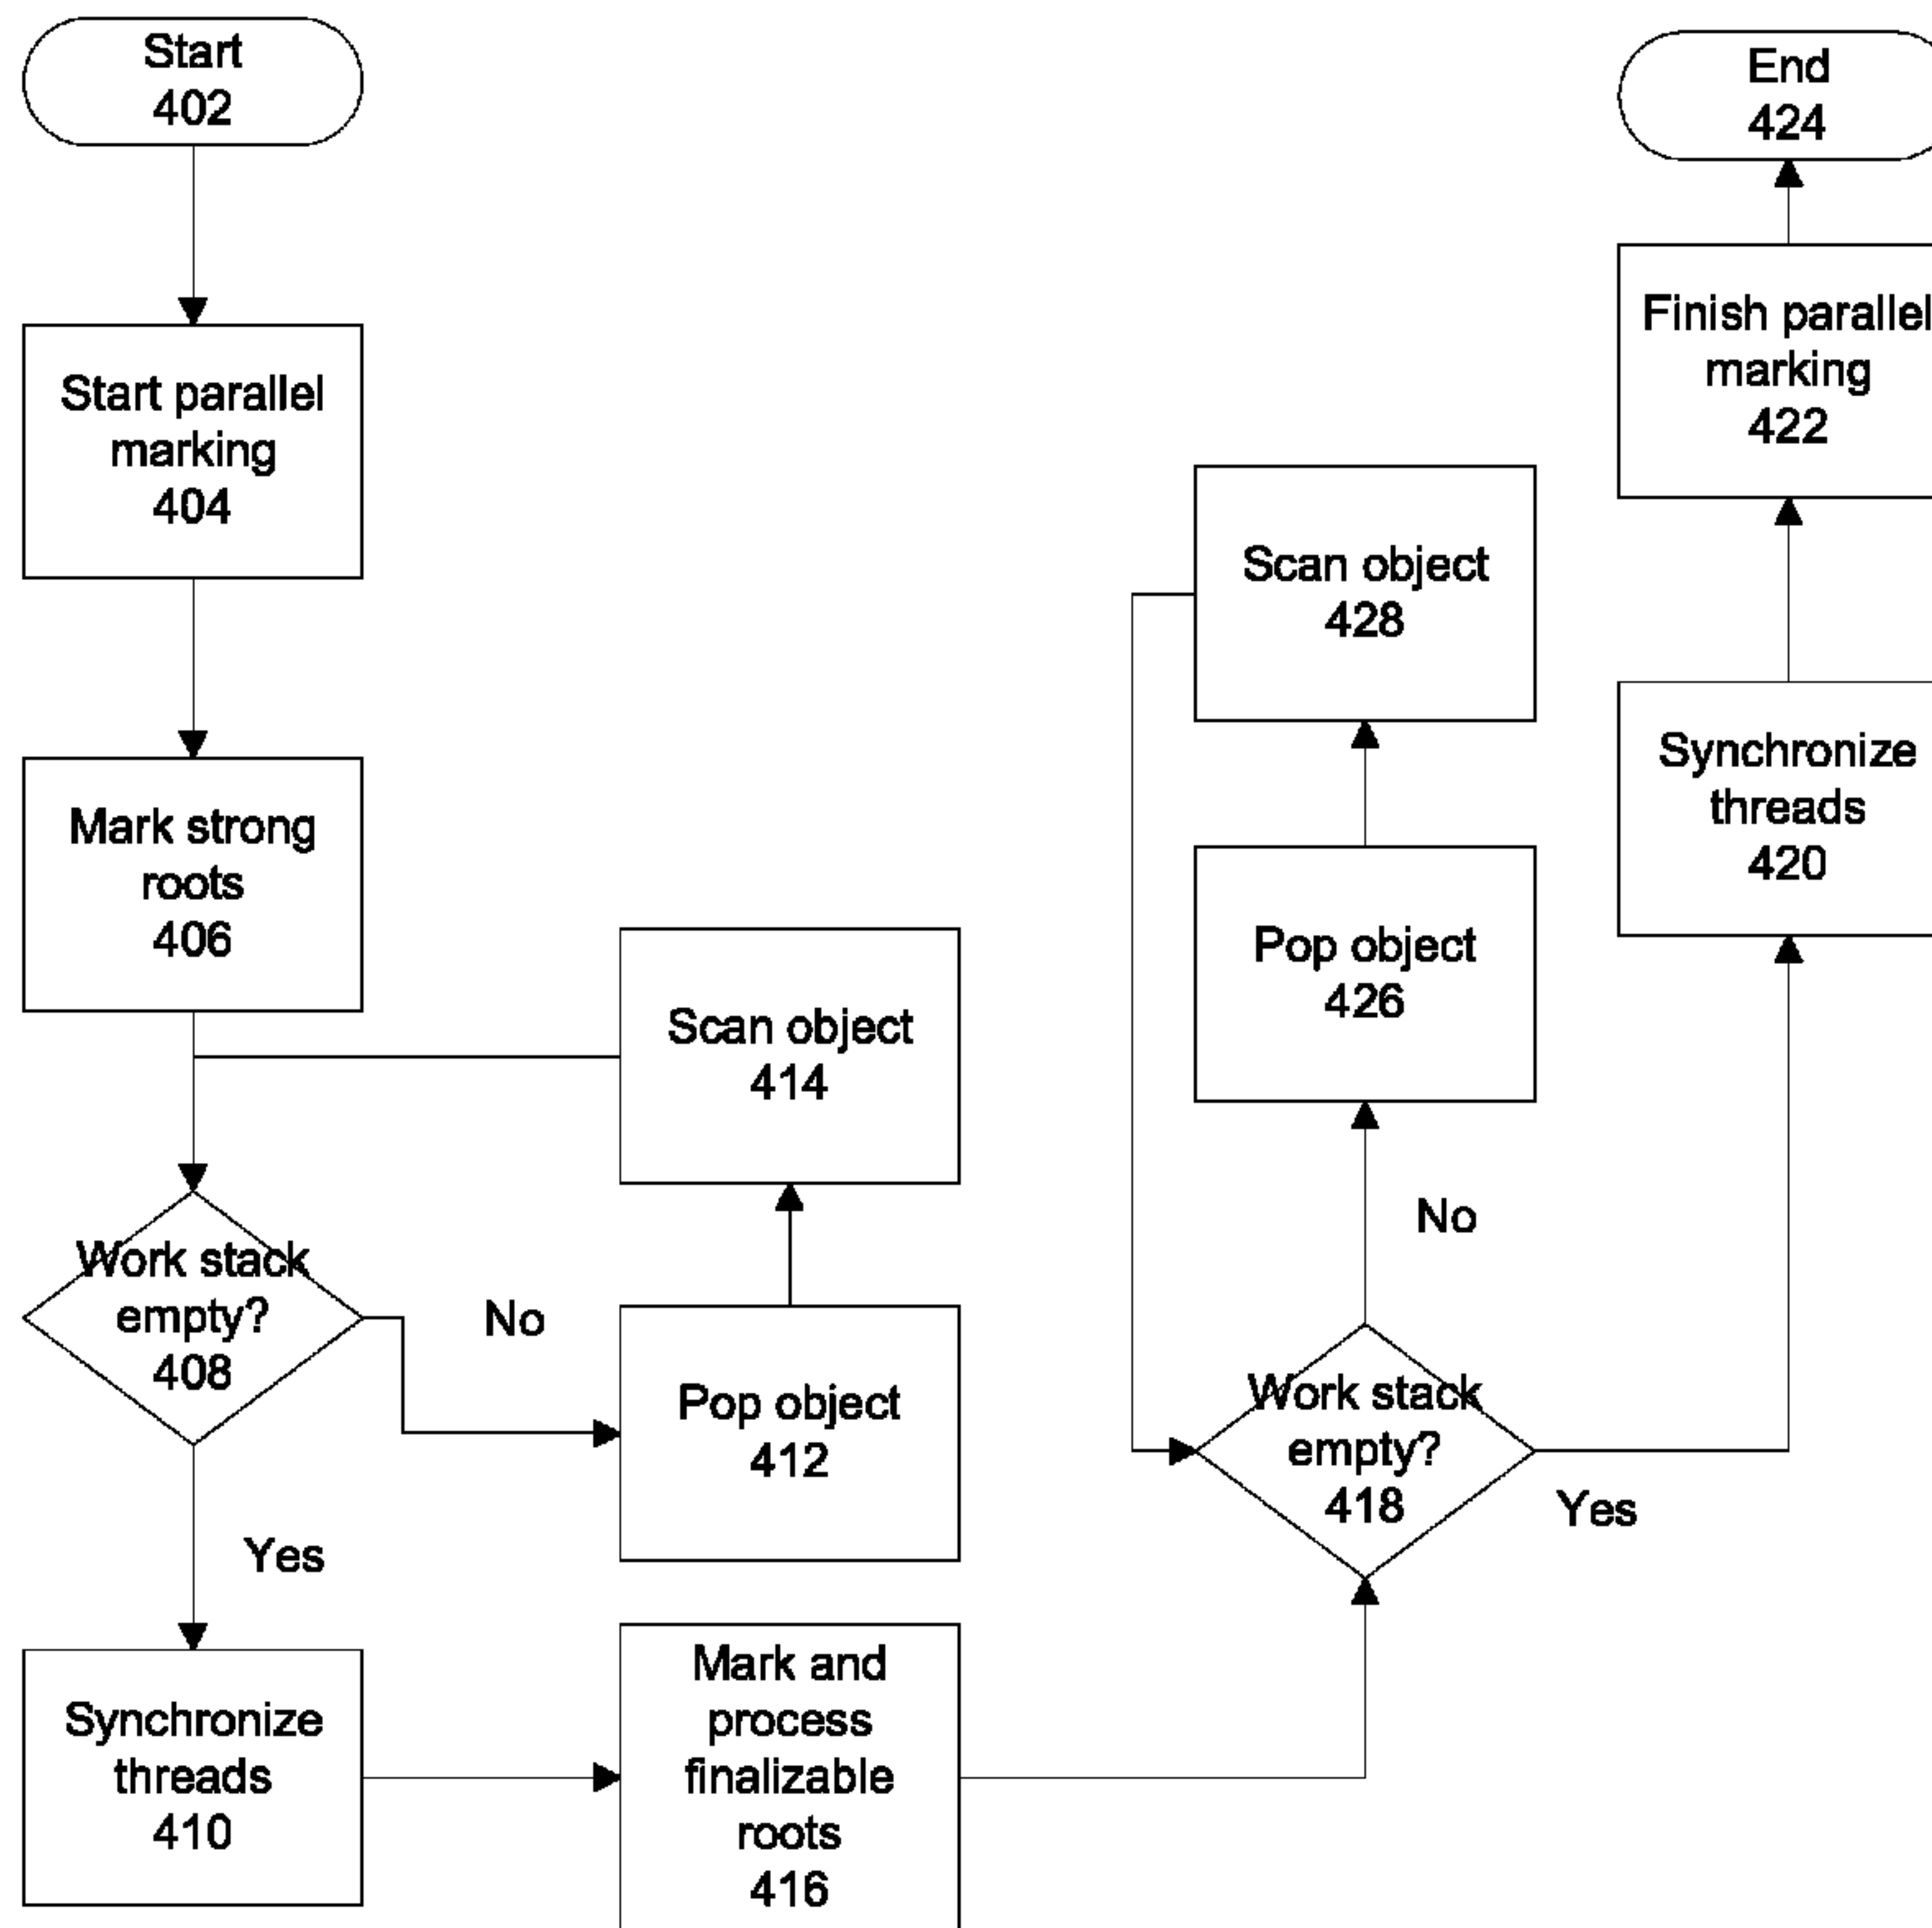 Start
402
Start parallel
marking
404
Mark strong
roots
406
Work stack
empty?
408
No
Yes
Synchronize
threads
410
Scan object
414
Pop object
412
Mark and
process
finalizable
roots
416
Scan object
428
Pop object
426
No
Work stack
empty?
418
Yes
Synchronize
threads
420
Finish parallel
marking
422
End
424